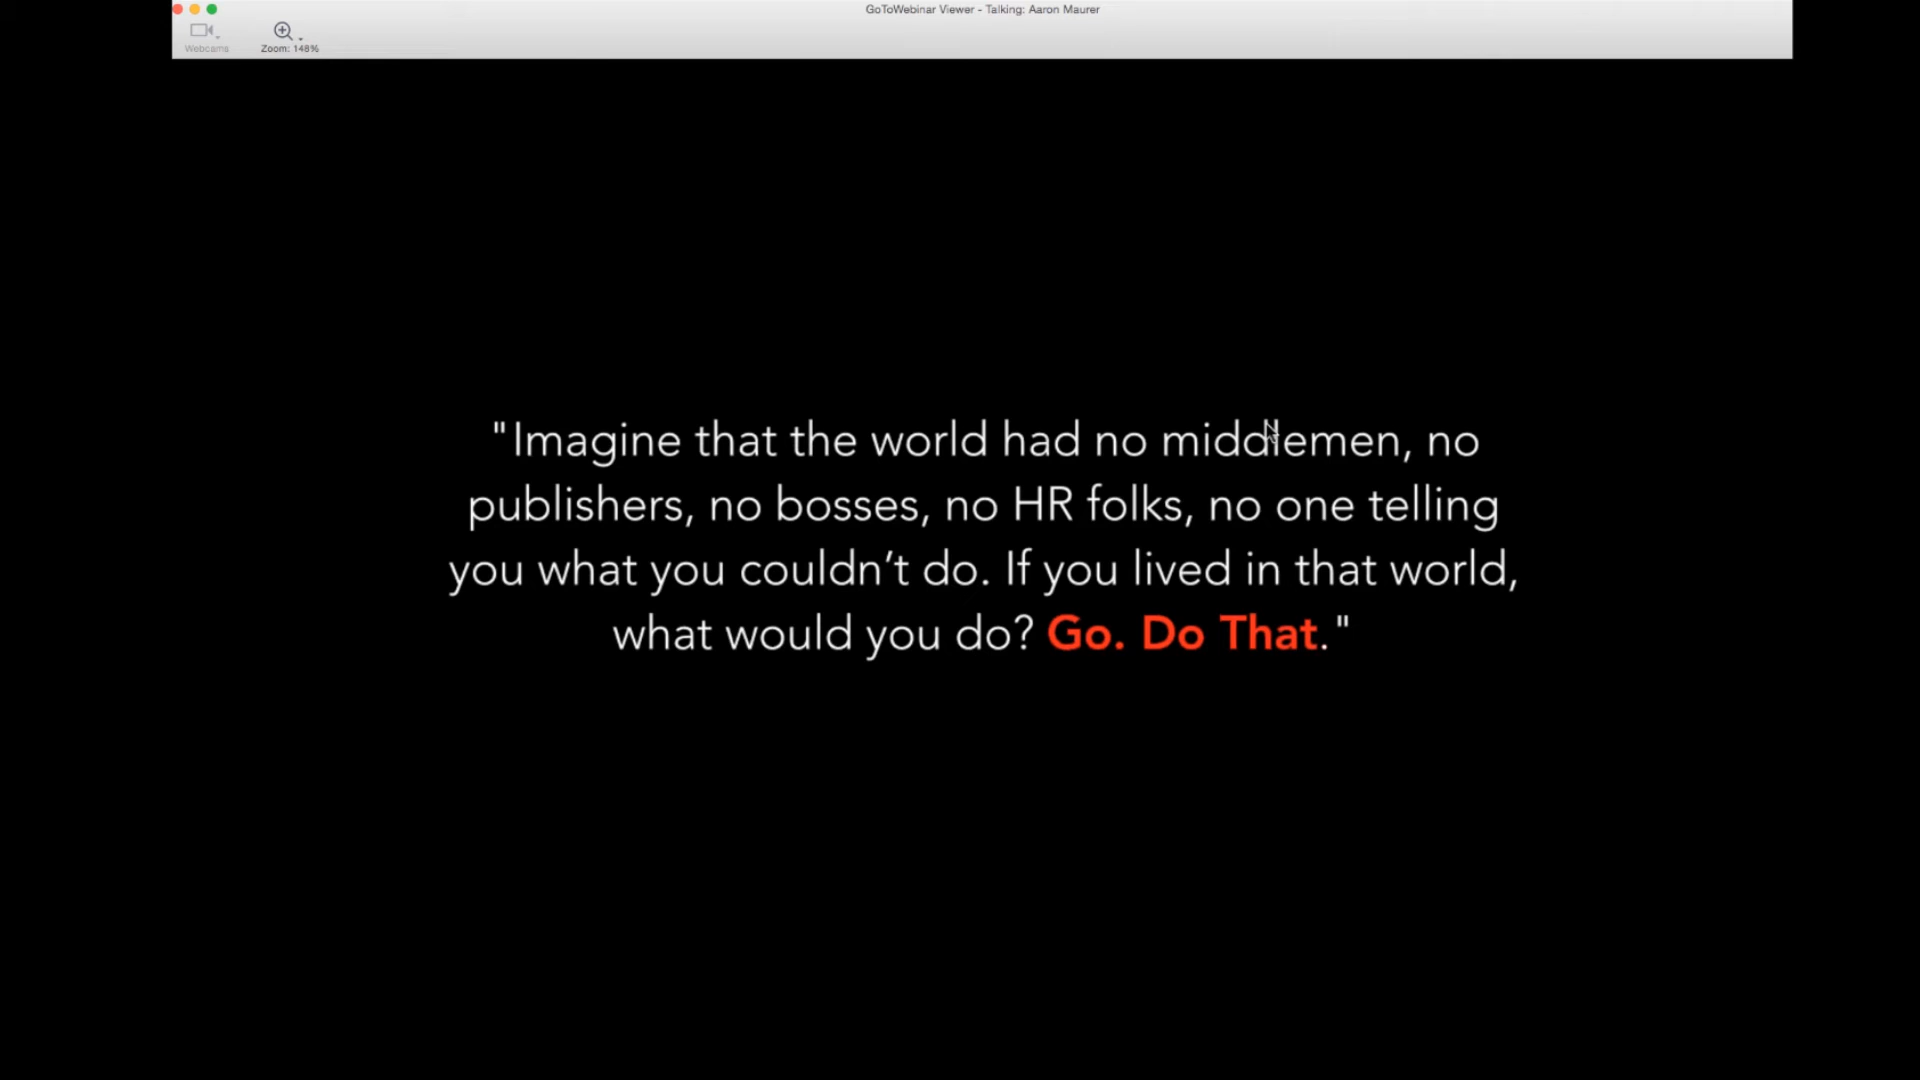 GoToWebinar Viewer - Talking: Aaron Maurer
Webcams
Zoom: 148%
"Imagine that the world had no middlemen, no
publishers, no bosses, no HR folks, no one telling
you what you couldn’t do. If you lived in that world,
what would you do? Go. Do That."